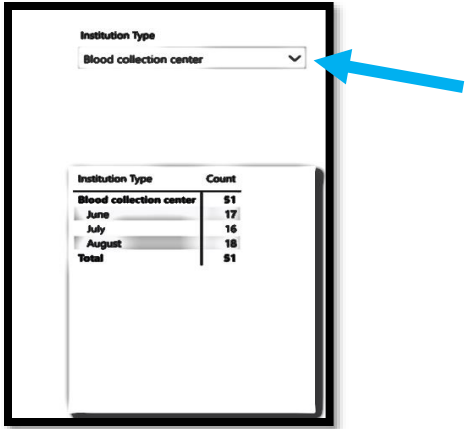 Institution Type
Blood collection center
Institution Type Count
Blood collection center 51
June 17
July 16
August 18
Total 51